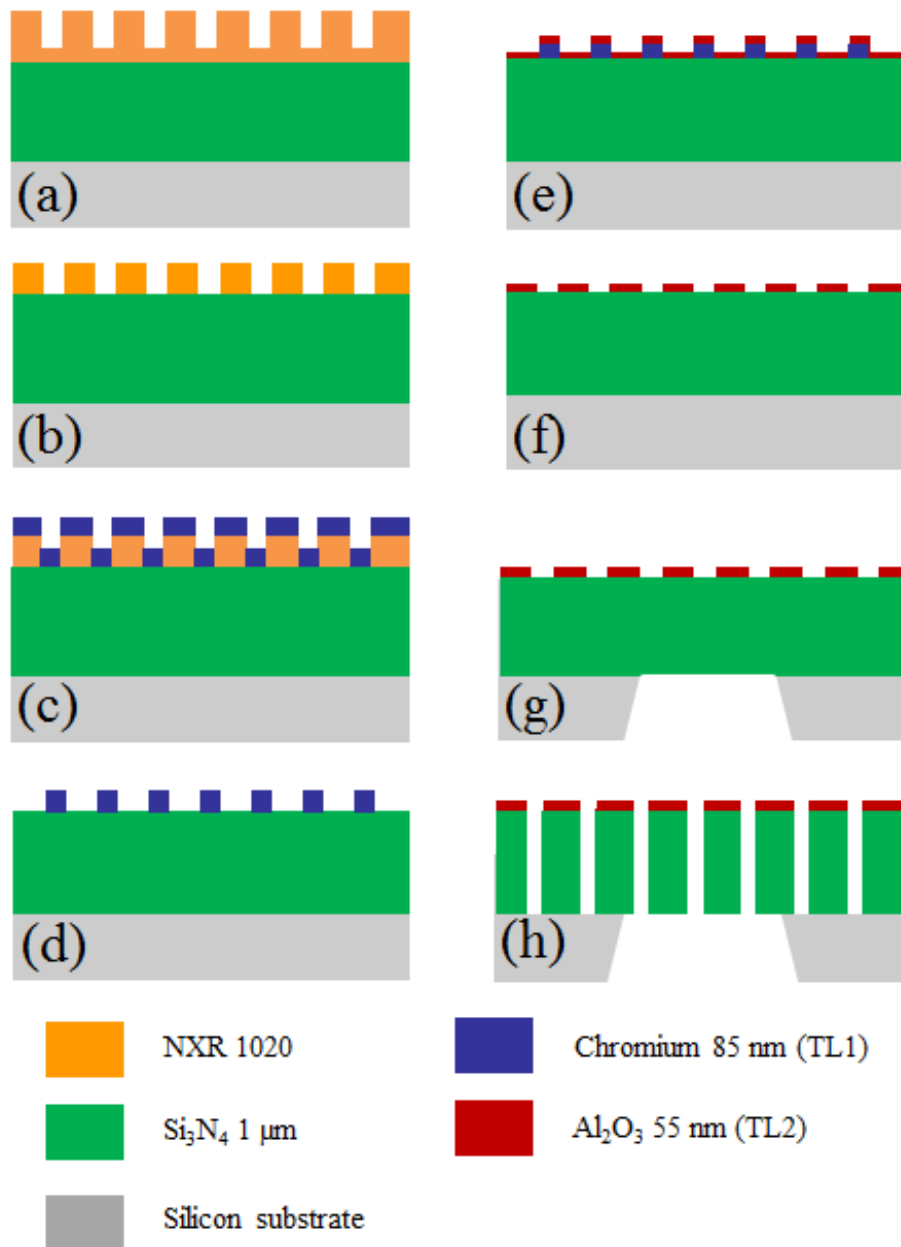 (a)
(e)
(b)
(f)
(c)
(g)
(d)
(h)
NXR 1020
Chromium 85 nm (TL1)
Si₃N₄ 1 μm
Al₂O₃ 55 nm (TL2)
Silicon substrate